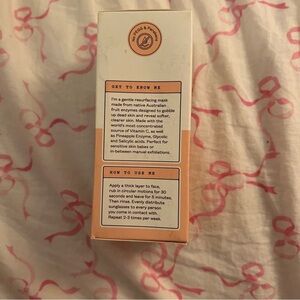 GET TO KNOW ME
I'm a gentle resurfacing mask
made from native Australian
fruit enzymes designed to gobble
up dead skin and reveal softer,
clearer skin. Made with the
world's most concentrated
source of Vitamin C, as well
as Pineapple Enzyme, Glycolic
and Salicylic acids. Perfect for
sensitive skin babes or
in-between manual exfoliations.
HOW TO USE ME
Apply a thick layer to face,
rub in circular motions for 30
seconds and leave for 5 minutes.
Then rinse. Evenly distribute
sunglasses to every person
you come in contact with.
Repeat 2-3 times per week.